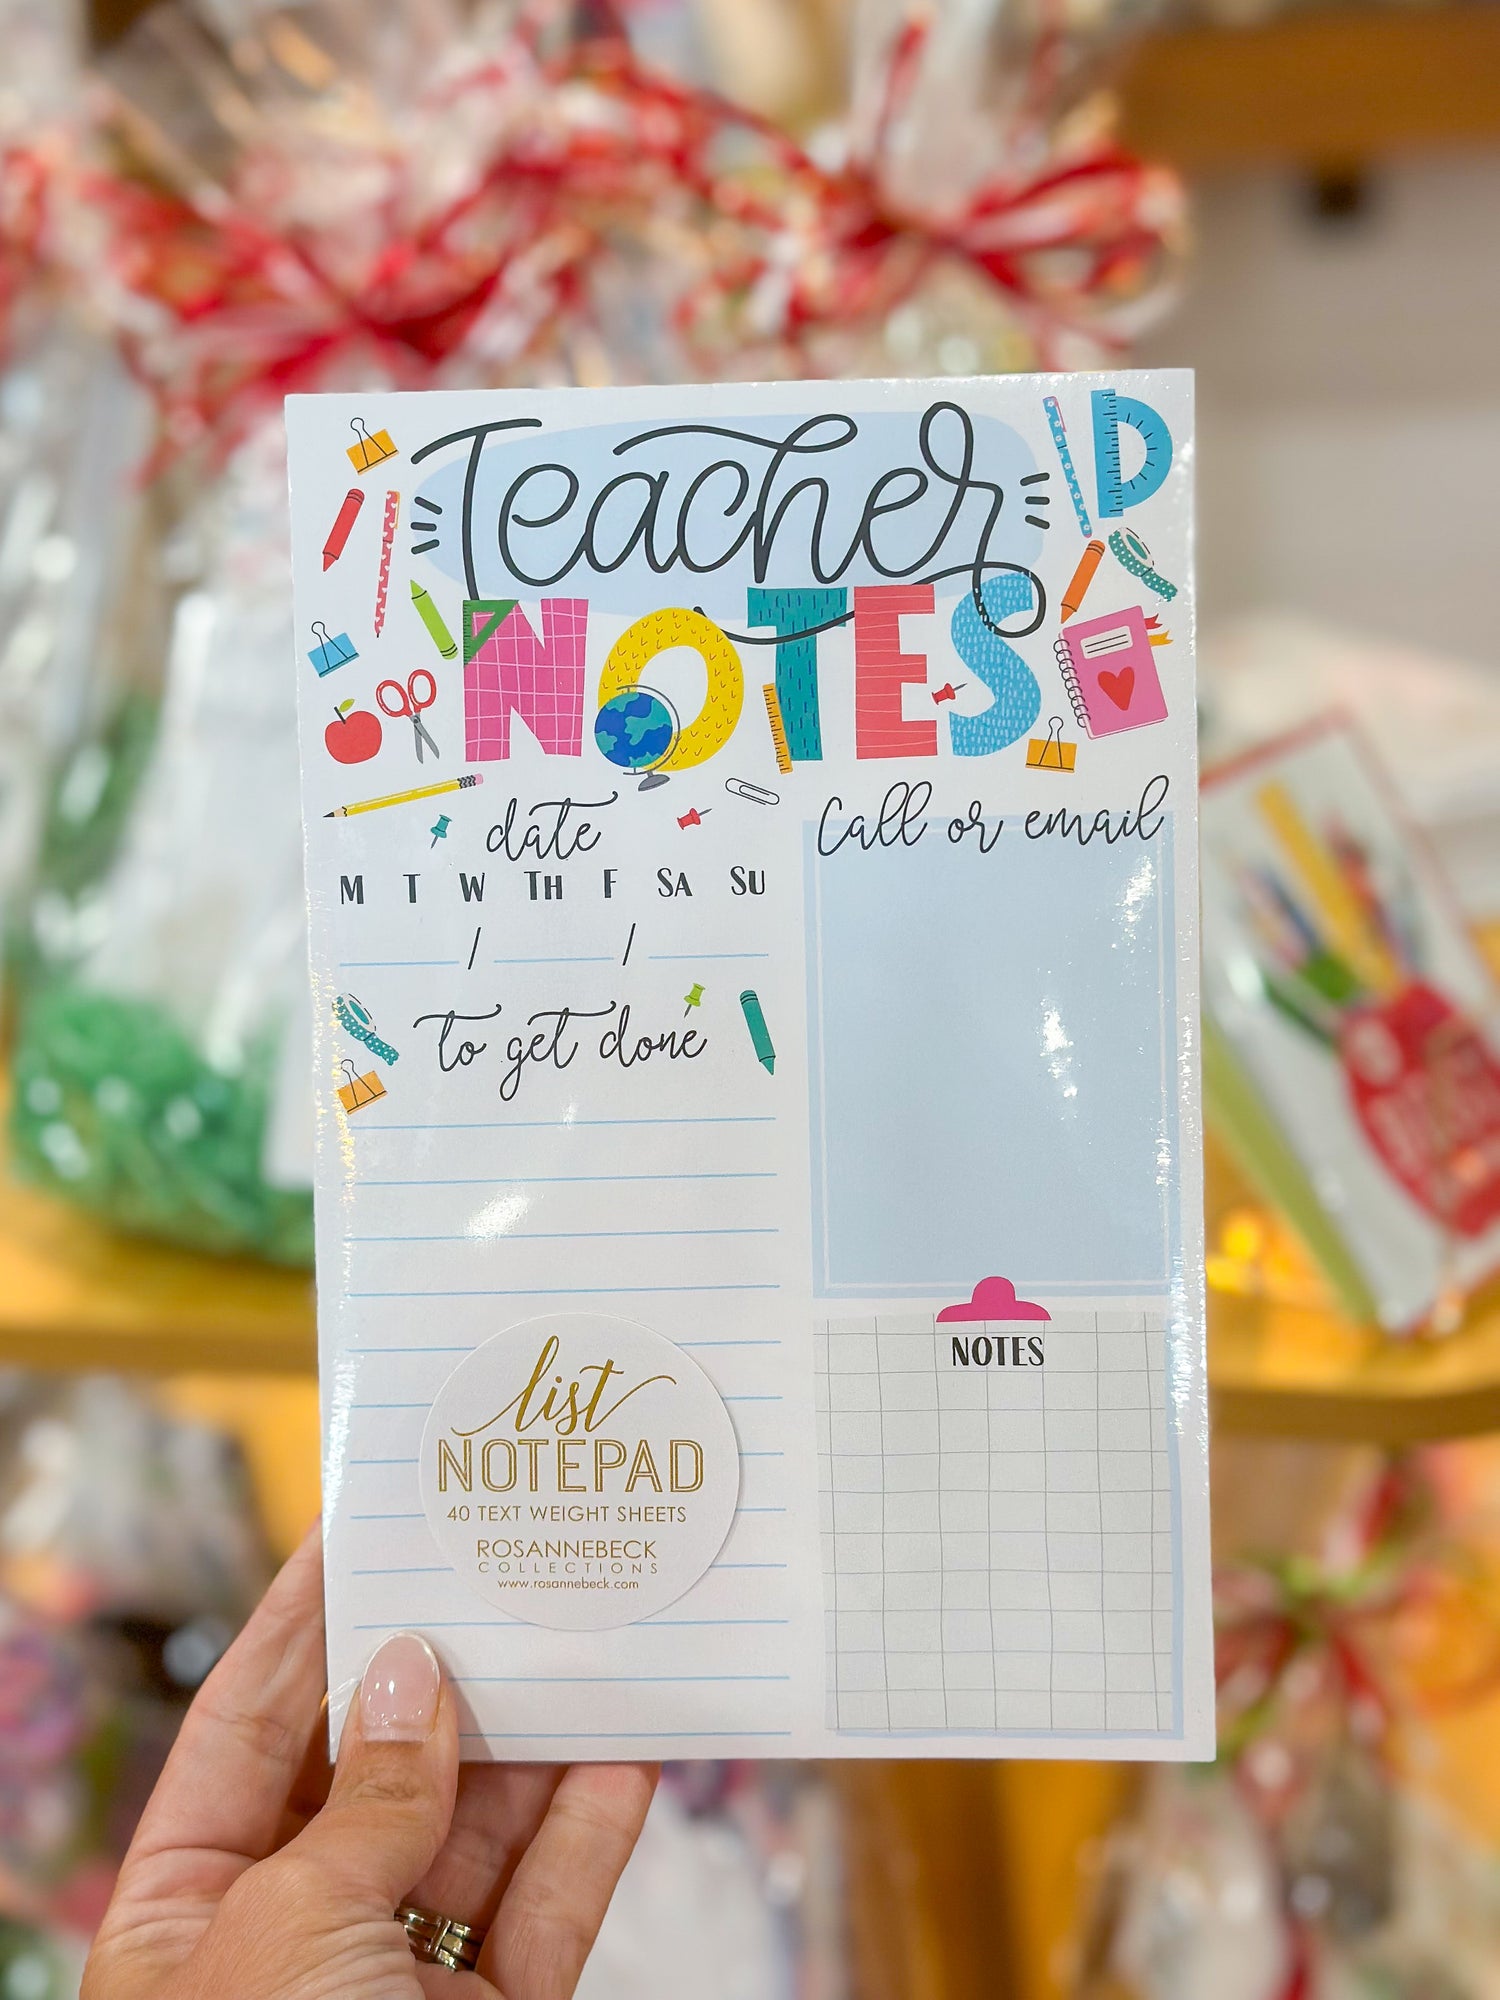 Teacher
NOTES
date
M T W TH F SA SU
/ /
to get done
Call or email
NOTES
list
NOTEPAD
40 TEXT WEIGHT SHEETS
ROSANNEBECK
COLLECTIONS
www.rosannebeck.com